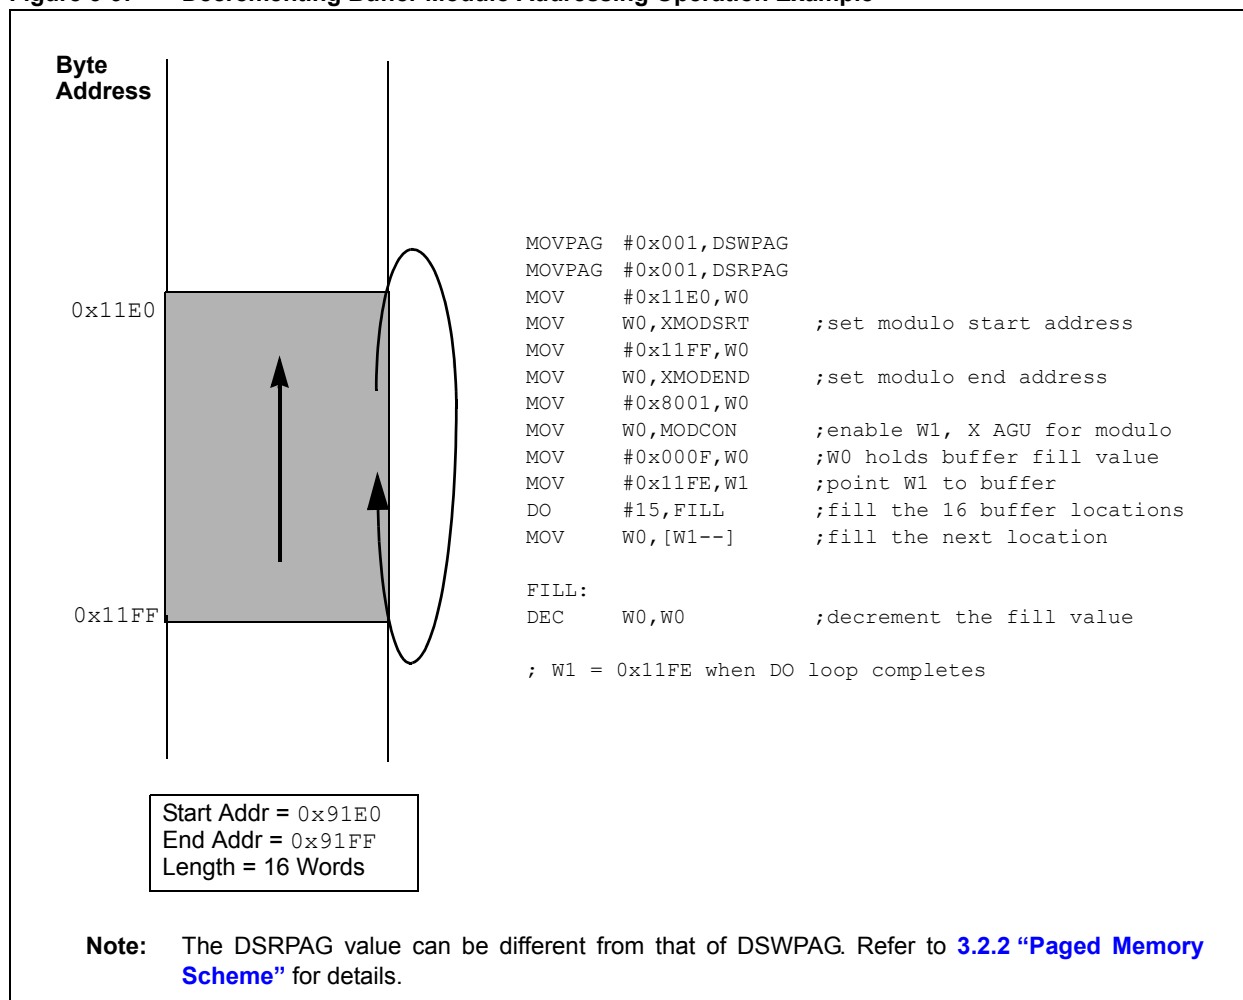 Byte
Address
0x11E0
0x11FF
MOVPAG #0x001,DSWPAG
MOVPAG #0x001,DSRPAG
MOV #0x11E0,W0
MOV W0,XMODSRT ;set modulo start address
MOV #0x11FF,W0
MOV W0,XMODEND ;set modulo end address
MOV #0x8001,W0
MOV W0,MODCON ;enable W1, X AGU for modulo
MOV #0x000F,W0 ;W0 holds buffer fill value
MOV #0x11FE,W1 ;point W1 to buffer
DO #15,FILL ;fill the 16 buffer locations
MOV W0,[W1--] ;fill the next location
FILL:
DEC W0,W0 ;decrement the fill value
; W1 = 0x11FE when DO loop completes
Start Addr = 0x91E0
End Addr = 0x91FF
Length = 16 Words
Note: The DSRPAG value can be different from that of DSWPAG. Refer to 3.2.2 “Paged Memory
Scheme” for details.